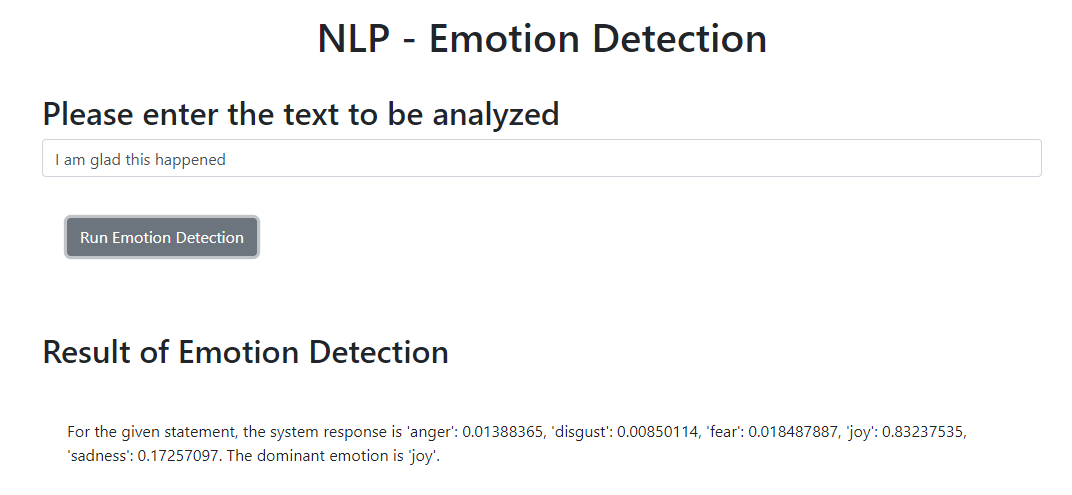 NLP - Emotion Detection
Please enter the text to be analyzed
I am glad this happened
Run Emotion Detection
Result of Emotion Detection
For the given statement, the system response is 'anger': 0.01388365, 'disgust': 0.00850114, 'fear': 0.018487887, 'joy': 0.83237535,
'sadness': 0.17257097. The dominant emotion is 'joy'.